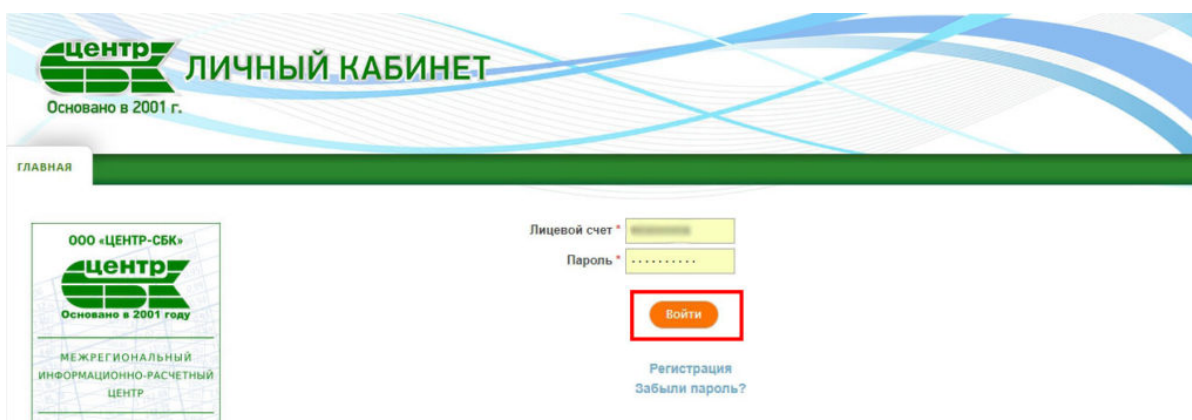 центр
СБК
Основано в 2001 г.
ЛИЧНЫЙ КАБИНЕТ
ГЛАВНАЯ
ООО «ЦЕНТР-СБК»
центр
СБК
Основано в 2001 году
МЕЖРЕГИОНАЛЬНЫЙ
ИНФОРМАЦИОННО-РАСЧЕТНЫЙ
ЦЕНТР
Лицевой счет *
Пароль * ..........
Войти
Регистрация
Забыли пароль?